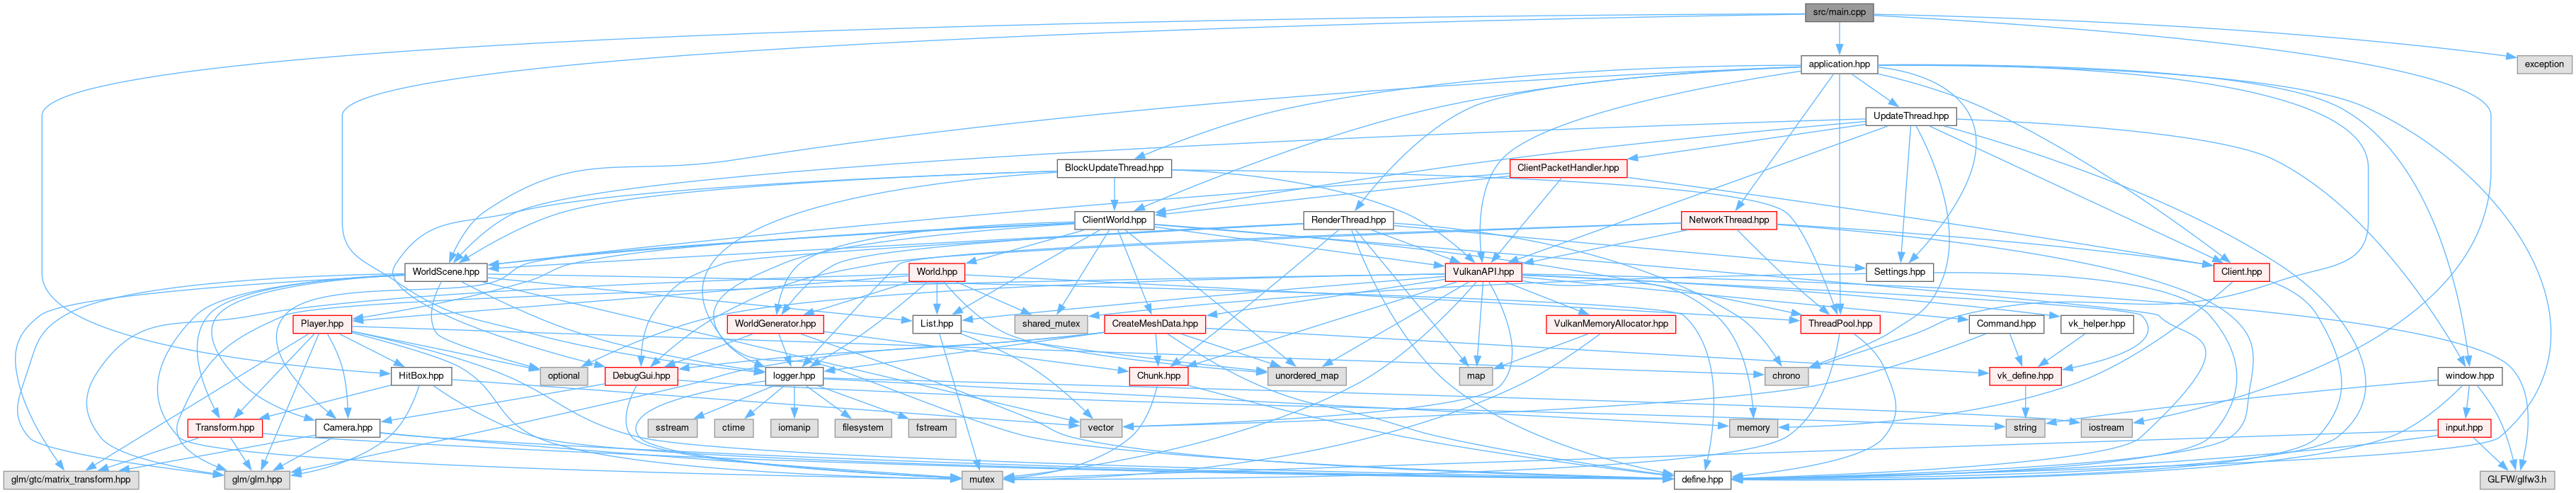 src/main.cpp
application.hpp
exception
UpdateThread.hpp
BlockUpdateThread.hpp
ClientPacketHandler.hpp
ClientWorld.hpp
RenderThread.hpp
NetworkThread.hpp
WorldScene.hpp
World.hpp
VulkanAPI.hpp
Settings.hpp
Client.hpp
Player.hpp
WorldGenerator.hpp
List.hpp
shared_mutex
CreateMeshData.hpp
VulkanMemoryAllocator.hpp
ThreadPool.hpp
Command.hpp
vk_helper.hpp
HitBox.hpp
optional
DebugGui.hpp
logger.hpp
Chunk.hpp
unordered_map
map
chrono
vk_define.hpp
window.hpp
Transform.hpp
Camera.hpp
sstream
ctime
iomanip
filesystem
fstream
vector
memory
string
iostream
input.hpp
glm/gtc/matrix_transform.hpp
glm/glm.hpp
mutex
define.hpp
GLFW/glfw3.h